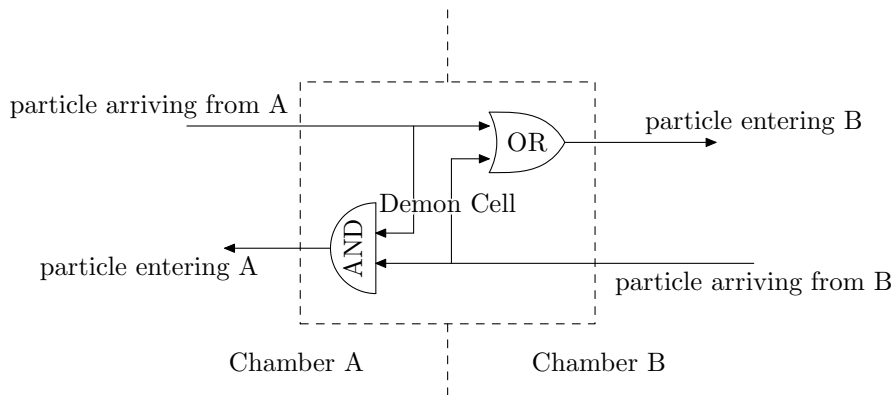 particle arriving from A
OR
particle entering B
Demon Cell
AND
particle entering A
particle arriving from B
Chamber A
Chamber B